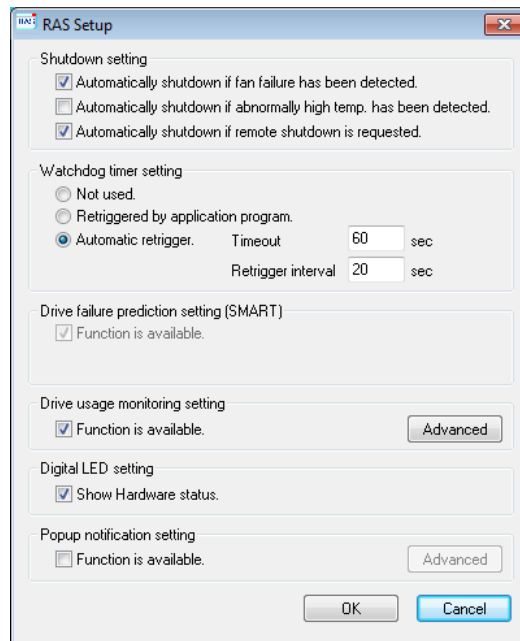 RAS RAS Setup
Shutdown setting
Automatically shutdown if fan failure has been detected.
Automatically shutdown if abnormally high temp. has been detected.
Automatically shutdown if remote shutdown is requested.
Watchdog timer setting
Not used.
Retriggered by application program.
Automatic retrigger. Timeout 60 sec
Retrigger interval 20 sec
Drive failure prediction setting (SMART)
Function is available.
Drive usage monitoring setting
Function is available. Advanced
Digital LED setting
Show Hardware status.
Popup notification setting
Function is available. Advanced
OK Cancel